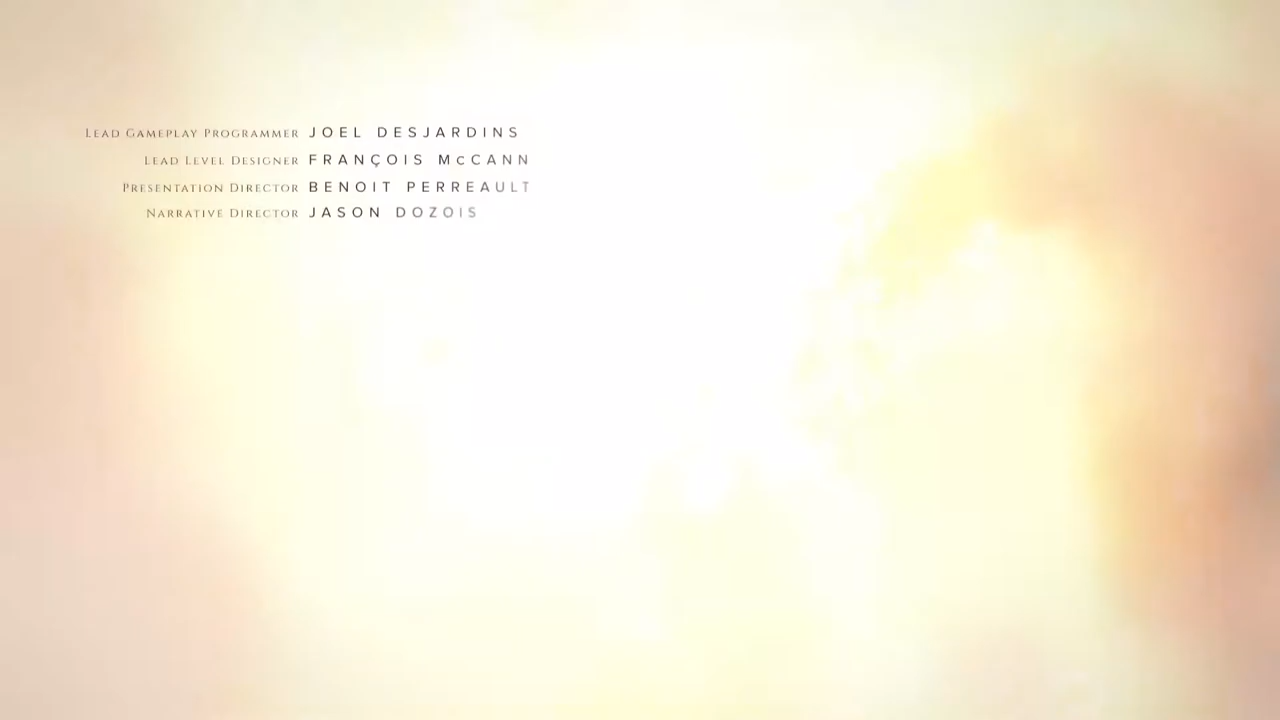 Lead Gameplay Programmer JOEL DESJARDINS
Lead Level Designer FRANÇOIS McCANN
Presentation Director BENOIT PERREAULT
Narrative Director JASON DOZOIS